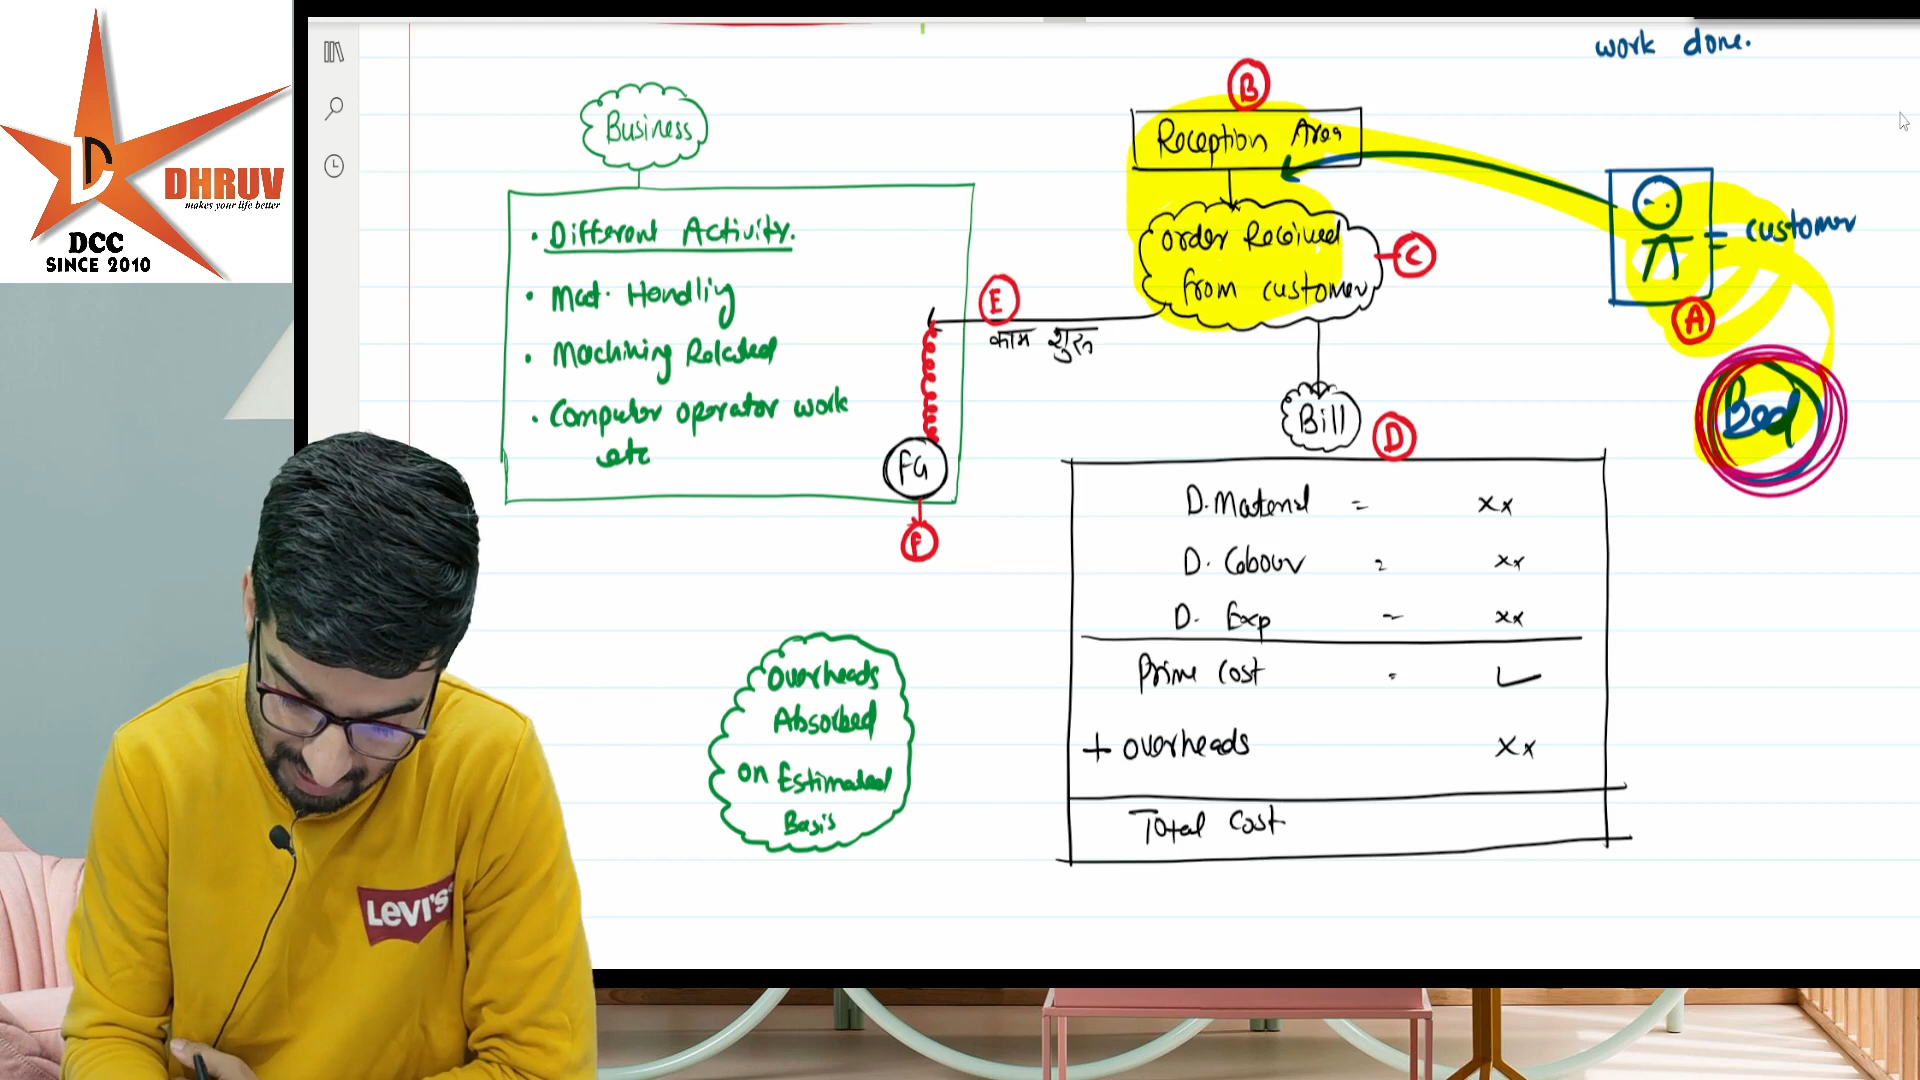 work done.
DHRUV
makes your life better
DCC
SINCE 2010
Business
• Different Activity.
• Mat. Handling
• Machining Related
• Computer operator work
etc
FG
F
E
काम शुरू
B
Reception Area
order Received
from customer
C
Bill
D
= customer
A
Bed
D. Material = xx
D. Labour = xx
D. Exp = xx
Prime Cost =
+ overheads xx
Total Cost
Overheads
Absorbed
on Estimated
Basis
Levi's